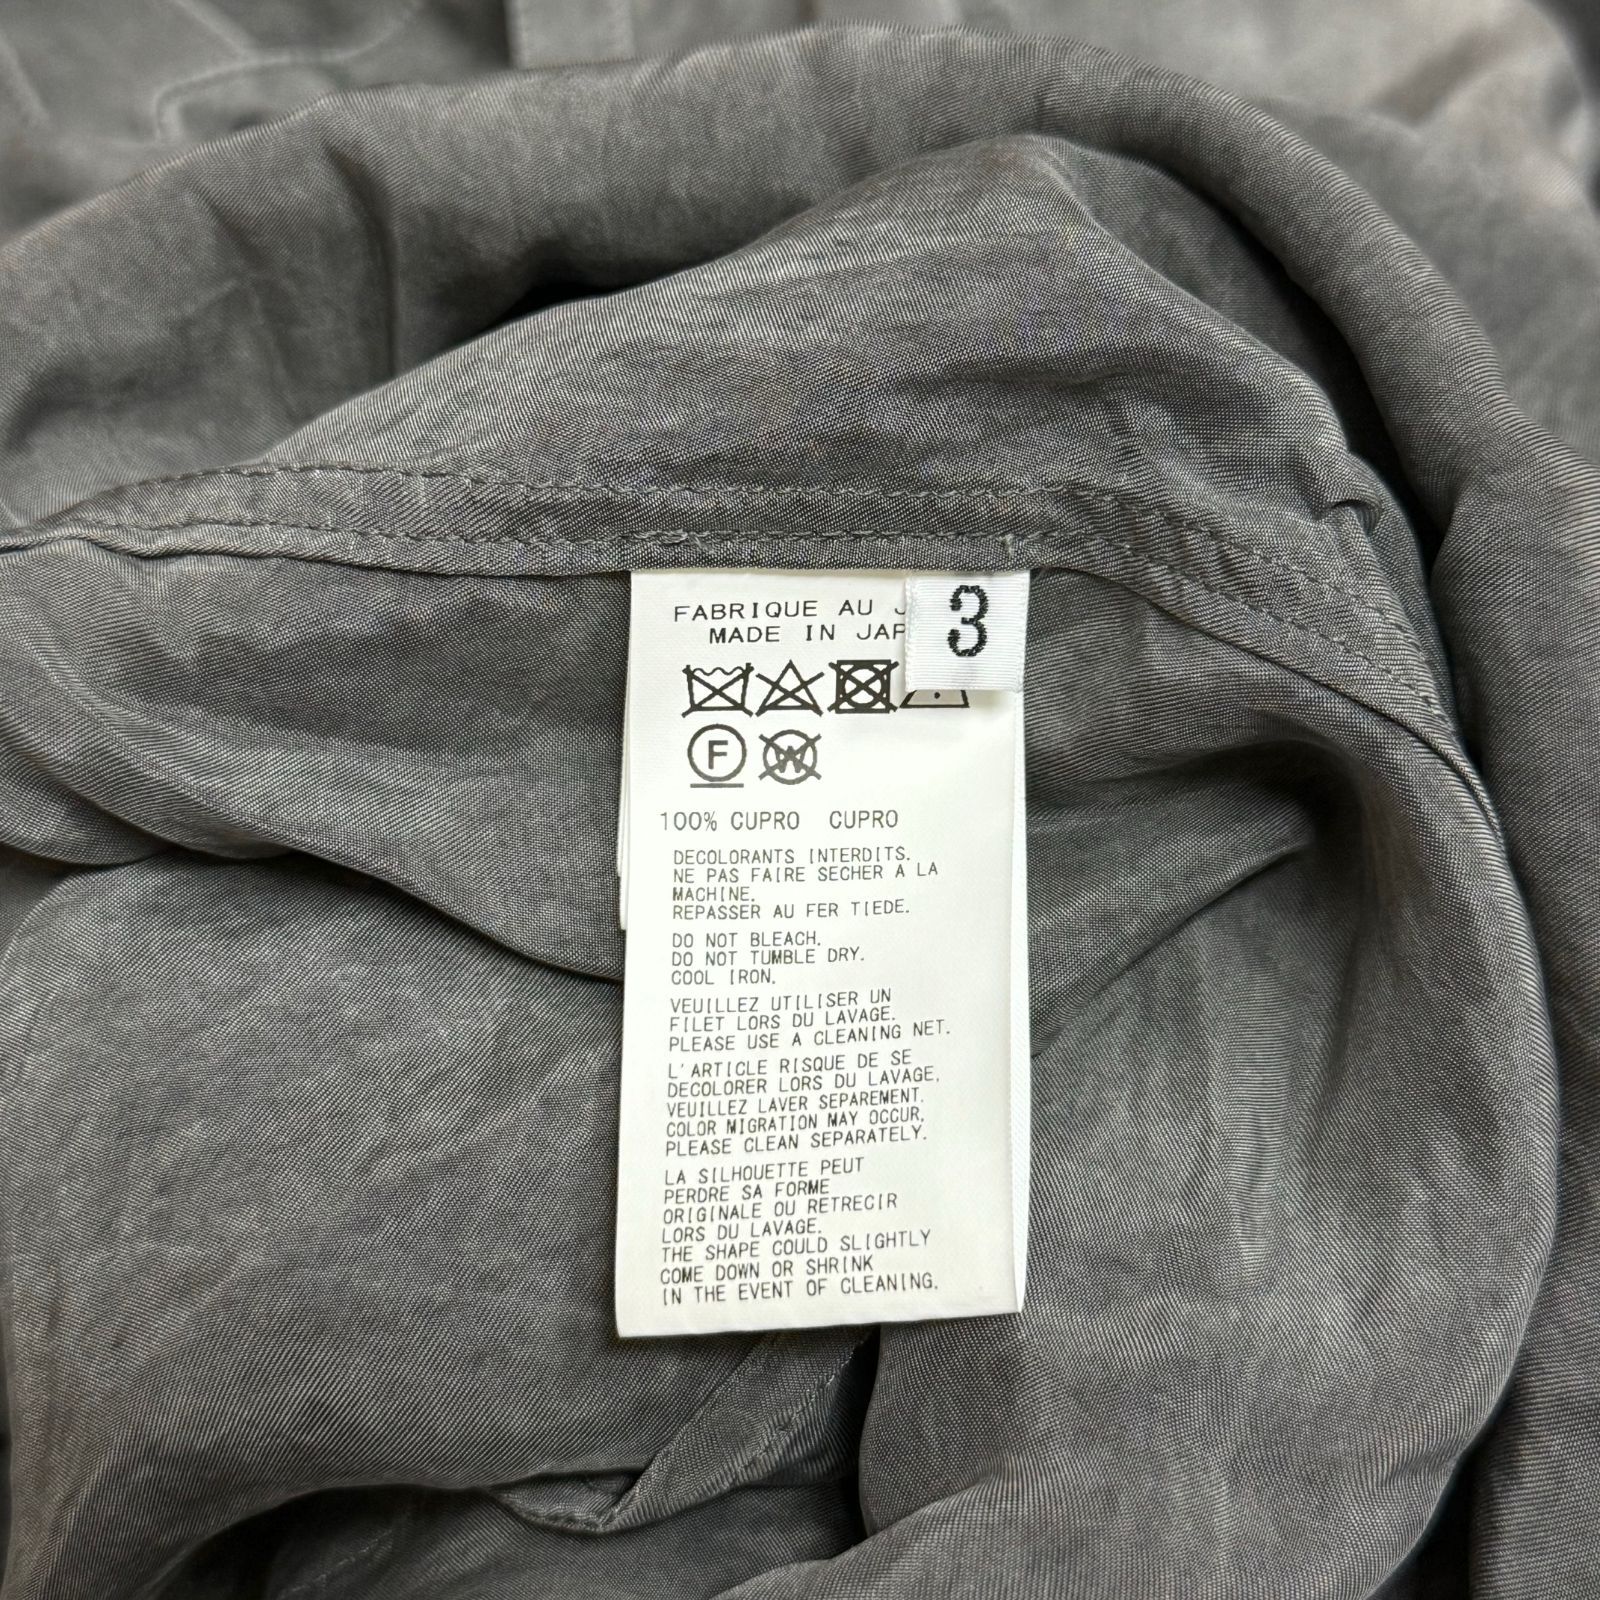 FABRIQUE AU
MADE IN
3
F
W
100% CUPRO CUPRO
DECOLORANTS INTERDITS.
NE PAS FAIRE SECHER A LA
MACHINE.
REPASSER AU FER TIEDE.
DO NOT BLEACH.
DO NOT TUMBLE DRY.
COOL IRON.
VEUILLEZ UTILISER UN
FILET LORS DU LAVAGE.
PLEASE USE A CLEANING NET.
L'ARTICLE RISQUE DE SE
DECOLORER LORS DU LAVAGE,
VEUILLEZ LAVER SEPAREMENT.
COLOR MIGRATION MAY OCCUR,
PLEASE CLEAN SEPARATELY.
LA SILHOUETTE PEUT
PERDRE SA FORME
ORIGINALE OU RETRECIR
LORS DU LAVAGE.
THE SHAPE COULD SLIGHTLY
COME DOWN OR SHRINK
IN THE EVENT OF CLEANING.